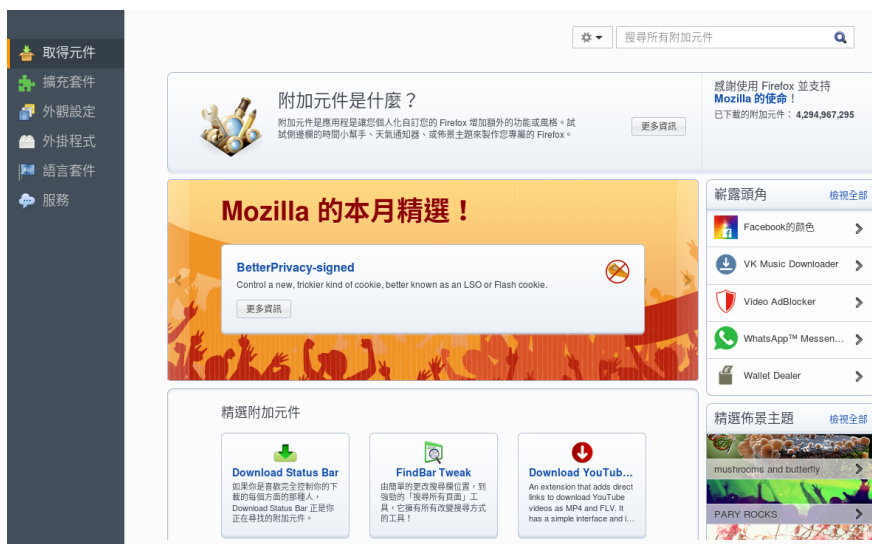 搜尋所有附加元件
取得元件
擴充套件
外觀設定
外掛程式
語言套件
服務
附加元件是什麼？
附加元件是應用程是讓您個人化自訂您的 Firefox 增加額外的功能或風格。試
試側邊欄的時間小幫手、天氣通知器、或佈景主題來製作您專屬的 Firefox。
更多資訊
感謝使用 Firefox 並支持
Mozilla 的使命！
已下載的附加元件： 4,294,967,295
Mozilla 的本月精選！
BetterPrivacy-signed
Control a new, trickier kind of cookie, better known as an LSO or Flash cookie.
更多資訊
嶄露頭角 檢視全部
Facebook的颜色
VK Music Downloader
Video AdBlocker
WhatsApp™ Messen...
Wallet Dealer
精選附加元件
Download Status Bar
如果你是喜歡完全控制你的下
載的每個方面的那種人，
Download Status Bar 正是你
正在尋找的附加元件。
FindBar Tweak
由簡單的更改搜尋欄位置，到
強勁的「搜尋所有頁面」工
具，它擁有所有改變搜尋方式
的工具！
Download YouTub...
An extension that adds direct
links to download YouTube
videos as MP4 and FLV. It
has a simple interface and i...
精選佈景主題 檢視全部
mushrooms and butterfly
PARY ROCKS